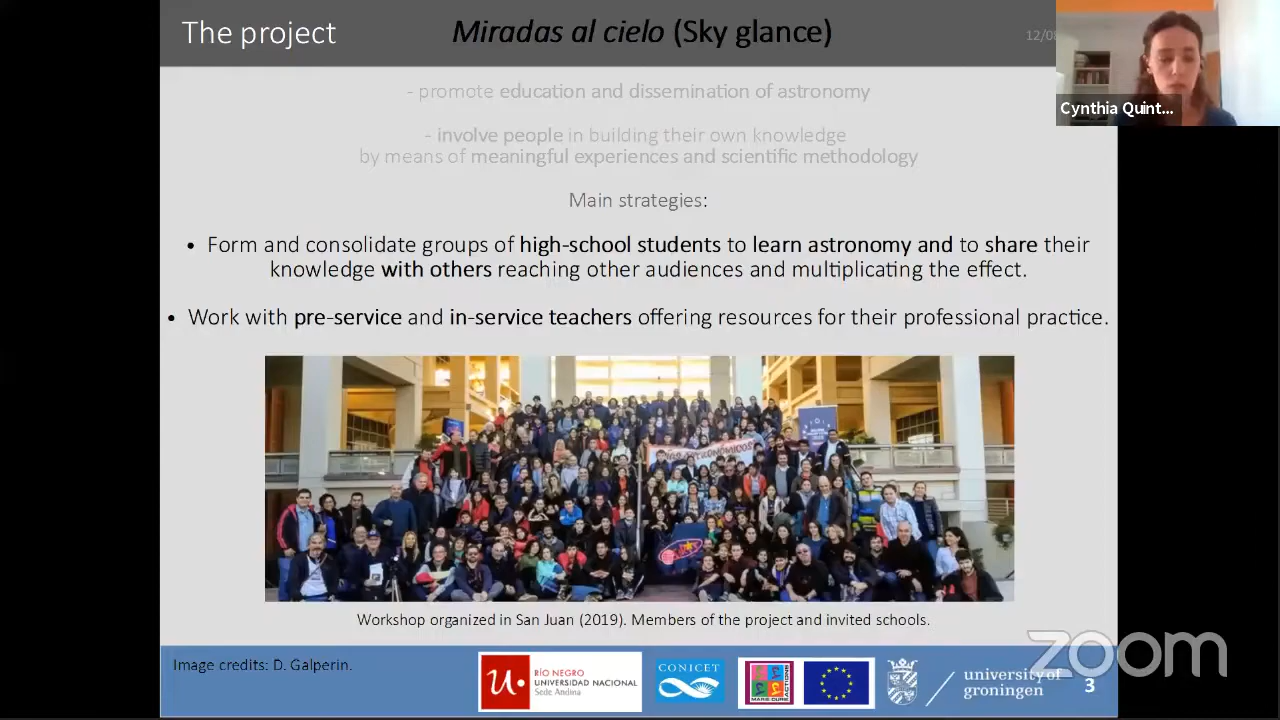 The project
Miradas al cielo (Sky glance)
12/08
Cynthia Quint...
- promote education and dissemination of astronomy
- involve people in building their own knowledge
by means of meaningful experiences and scientific methodology
Main strategies:
• Form and consolidate groups of high-school students to learn astronomy and to share their
knowledge with others reaching other audiences and multiplicating the effect.
• Work with pre-service and in-service teachers offering resources for their professional practice.
Workshop organized in San Juan (2019). Members of the project and invited schools.
Image credits: D. Galperin.
RÍO NEGRO
UNIVERSIDAD NACIONAL
Sede Andina
CONICET
MARIE CURIE ACTIONS
university of
groningen
3
zoom